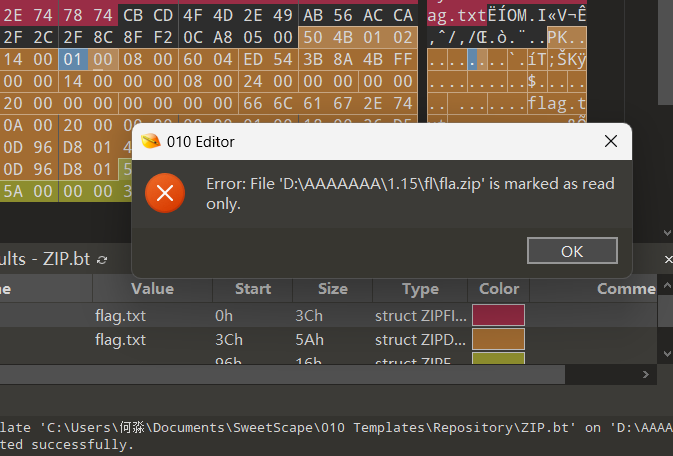 2E 74 78 74 CB CD 4F 4D 2E 49 AB 56 AC CA ag.txtËÍOM.I«V¬Ê
2F 2C 2F 8C 8F F2 0C A8 05 00 50 4B 01 02 /,/Œ.ò.¨..PK..
14 00 01 00 08 00 60 04 ED 54 3B 8A 4B FF ......`.íT;ŠKÿ
00 00 14 00 00 00 08 00 24 00 00 00 00 00 ........$.....
20 00 00 00 00 00 00 00 66 6C 61 67 2E 74 .......flag.t
0A 00 20 00
0D 96 D8 01 4
0D 96 D8 01 5
5A 00 00 00 3
010 Editor
Error: File 'D:\AAAAAAA\1.15\fl\fla.zip' is marked as read
only.
OK
ults - ZIP.bt
ne Value Start Size Type Color Comme
flag.txt 0h 3Ch struct ZIPFI...
flag.txt 3Ch 5Ah struct ZIPD...
96h 16h struct ZIPE
late 'C:\Users\何淼\Documents\SweetScape\010 Templates\Repository\ZIP.bt' on 'D:\AAAA
ted successfully.